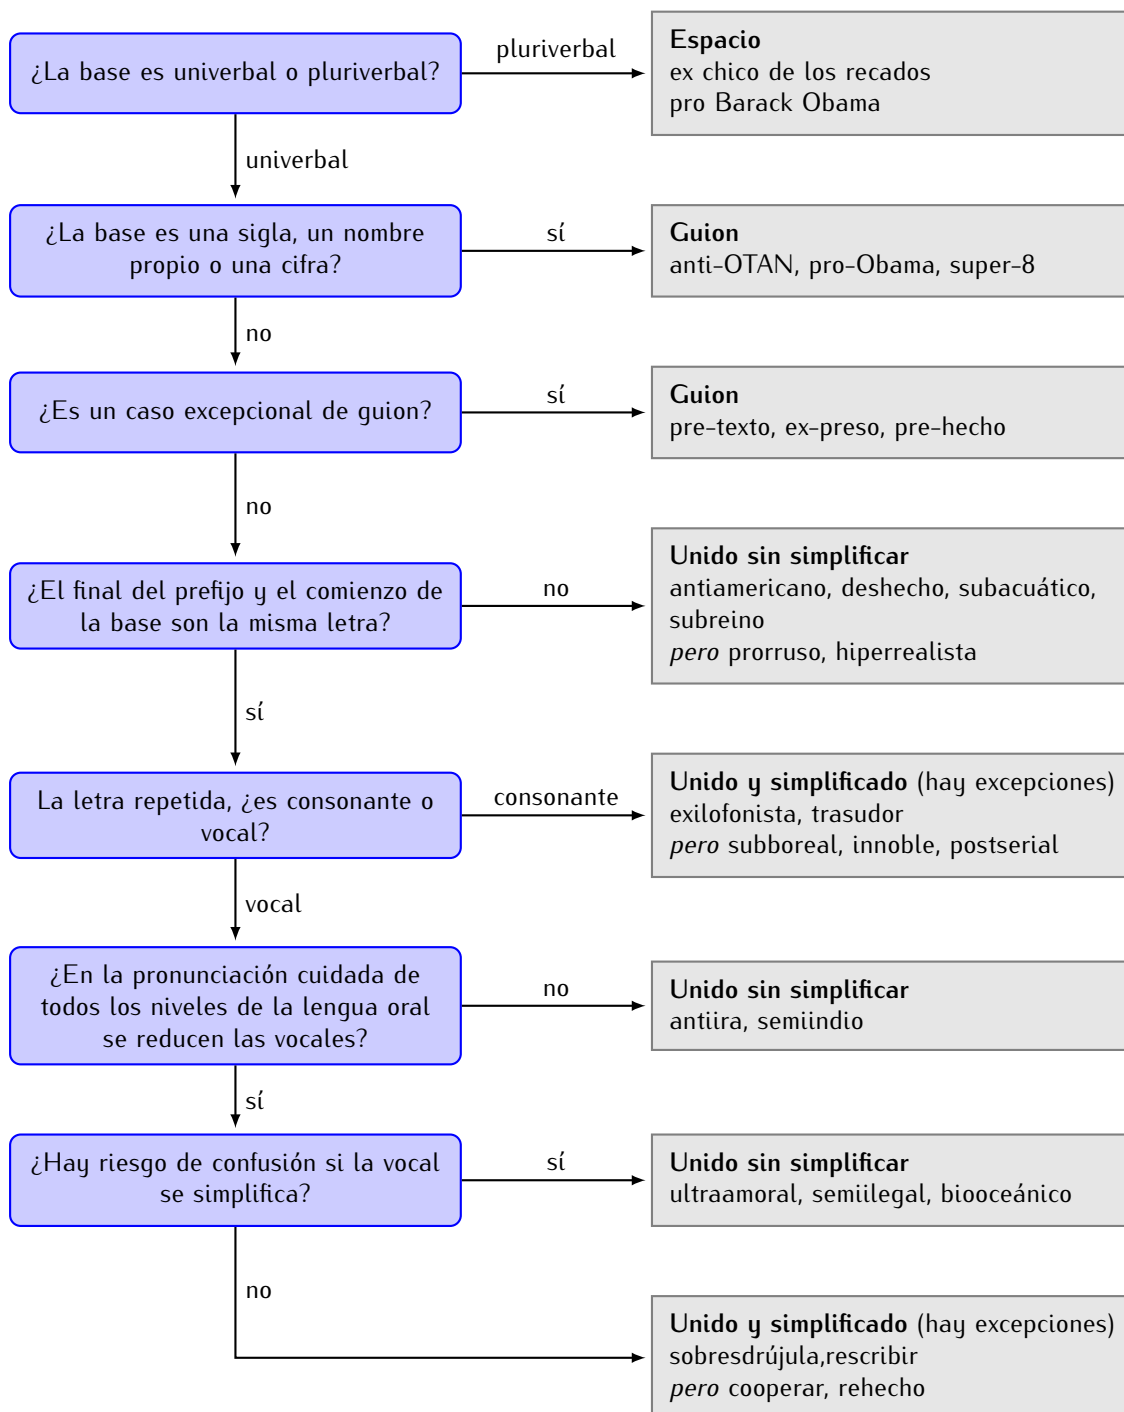 ¿La base es univerbal o pluriverbal?
pluriverbal
Espacio
ex chico de los recados
pro Barack Obama
univerbal
¿La base es una sigla, un nombre
propio o una cifra?
sí
Guion
anti-OTAN, pro-Obama, super-8
no
¿Es un caso excepcional de guion?
sí
Guion
pre-texto, ex-preso, pre-hecho
no
¿El final del prefijo y el comienzo de
la base son la misma letra?
no
Unido sin simplificar
antiamericano, deshecho, subacuático,
subreino
pero prorruso, hiperrealista
sí
La letra repetida, ¿es consonante o
vocal?
consonante
Unido y simplificado (hay excepciones)
exilofonista, trasudor
pero subboreal, innoble, postserial
vocal
¿En la pronunciación cuidada de
todos los niveles de la lengua oral
se reducen las vocales?
no
Unido sin simplificar
antiira, semiindio
sí
¿Hay riesgo de confusión si la vocal
se simplifica?
sí
Unido sin simplificar
ultraamoral, semiilegal, biooceánico
no
Unido y simplificado (hay excepciones)
sobresdrújula,rescribir
pero cooperar, rehecho